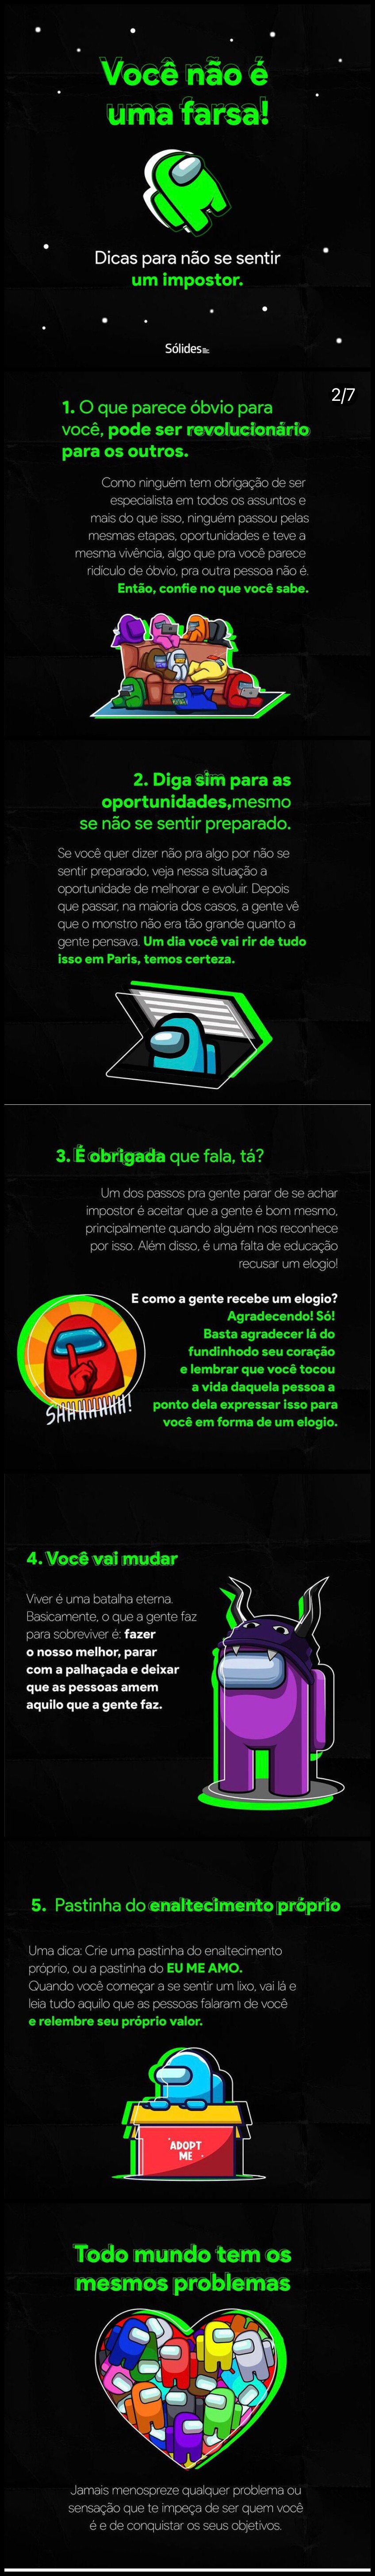 Você não é
uma farsa!
Dicas para não se sentir
um impostor.
Sólides
2/7
1. O que parece óbvio para
você, pode ser revolucionário
para os outros.
Como ninguém tem obrigação de ser
especialista em todos os assuntos e
mais do que isso, ninguém passou pelas
mesmas etapas, oportunidades e teve a
mesma vivência, algo que pra você parece
ridículo de óbvio, pra outra pessoa não é.
Então, confie no que você sabe.
2. Diga sim para as
oportunidades,mesmo
se não se sentir preparado.
Se você quer dizer não pra algo por não se
sentir preparado, veja nessa situação a
oportunidade de melhorar e evoluir. Depois
que passar, na maioria dos casos, a gente vê
que o monstro não era tão grande quanto a
gente pensava. Um dia você vai rir de tudo
isso em Paris, temos certeza.
3. É obrigada que fala, tá?
Um dos passos pra gente parar de se achar
impostor é aceitar que a gente é bom mesmo,
principalmente quando alguém nos reconhece
por isso. Além disso, é uma falta de educação
recusar um elogio!
E como a gente recebe um elogio?
Agradecendo! Só!
Basta agradecer lá do
fundinhodo seu coração
e lembrar que você tocou
a vida daquela pessoa a
ponto dela expressar isso para
você em forma de um elogio.
SHHHHHHH!
4. Você vai mudar
Viver é uma batalha eterna.
Basicamente, o que a gente faz
para sobreviver é: fazer
o nosso melhor, parar
com a palhaçada e deixar
que as pessoas amem
aquilo que a gente faz.
5. Pastinha do enaltecimento próprio
Uma dica: Crie uma pastinha do enaltecimento
próprio, ou a pastinha do EU ME AMO.
Quando você começar a se sentir um lixo, vai lá e
leia tudo aquilo que as pessoas falaram de você
e relembre seu próprio valor.
ADOPT
ME
Todo mundo tem os
mesmos problemas
Jamais menospreze qualquer problema ou
sensação que te impeça de ser quem você
é e de conquistar os seus objetivos.